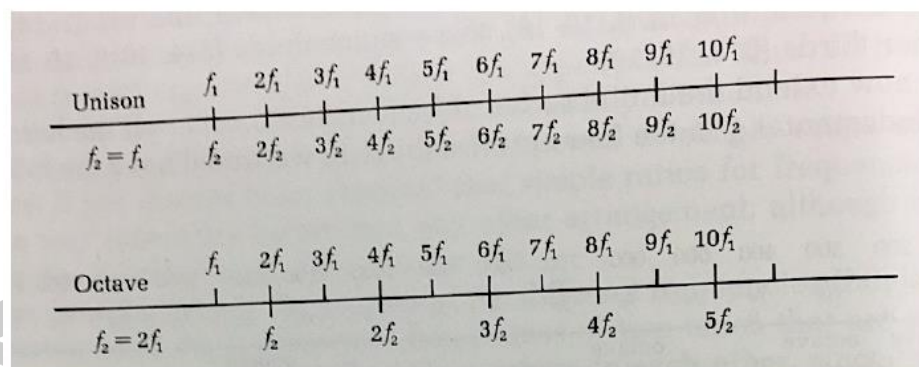 f₁ 2f₁ 3f₁ 4f₁ 5f₁ 6f₁ 7f₁ 8f₁ 9f₁ 10f₁
Unison
f₂ = f₁ f₂ 2f₂ 3f₂ 4f₂ 5f₂ 6f₂ 7f₂ 8f₂ 9f₂ 10f₂
f₁ 2f₁ 3f₁ 4f₁ 5f₁ 6f₁ 7f₁ 8f₁ 9f₁ 10f₁
Octave
f₂ = 2f₁ f₂ 2f₂ 3f₂ 4f₂ 5f₂